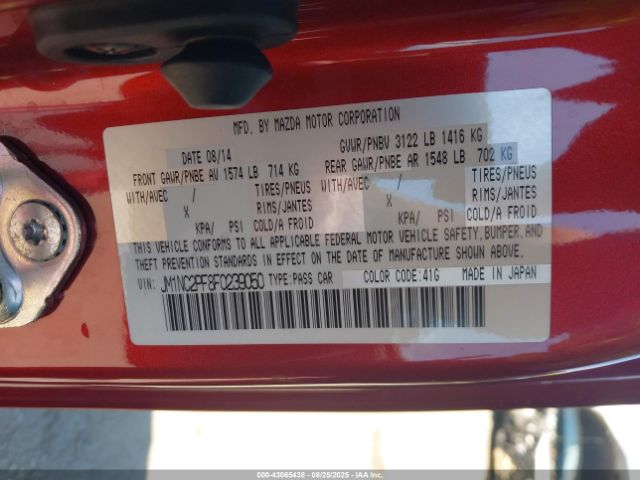 MFD. BY MAZDA MOTOR CORPORATION
DATE 08/14 GVWR/PNBV 3122 LB 1416 KG
FRONT GAWR/PNBE AV 1574 LB 714 KG REAR GAWR/PNBE AR 1548 LB 702 KG
WITH/AVEC / TIRES/PNEUS WITH/AVEC / TIRES/PNEUS
X RIMS/JANTES X RIMS/JANTES
KPA/ PSI COLD/A FROID KPA/ PSI COLD/A FROID
THIS VEHICLE CONFORMS TO ALL APPLICABLE FEDERAL MOTOR VEHICLE SAFETY, BUMPER, AND
THEFT PREVENTION STANDARDS IN EFFECT ON THE DATE OF MANUFACTURE SHOWN ABOVE.
VIN: JM1NC2PF8F0239050 TYPE:PASS CAR COLOR CODE:41G MADE IN JAPAN
000-43065438 - 08/25/2025 - IAAI.COM